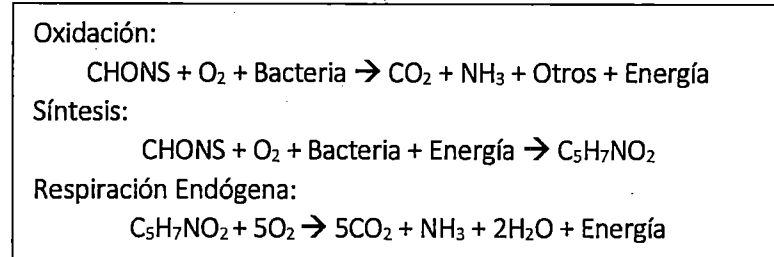 Oxidación:
CHONS + O₂ + Bacteria → CO₂ + NH₃ + Otros + Energía
Síntesis:
CHONS + O₂ + Bacteria + Energía → C₅H₇NO₂
Respiración Endógena:
C₅H₇NO₂ + 5O₂ → 5CO₂ + NH₃ + 2H₂O + Energía